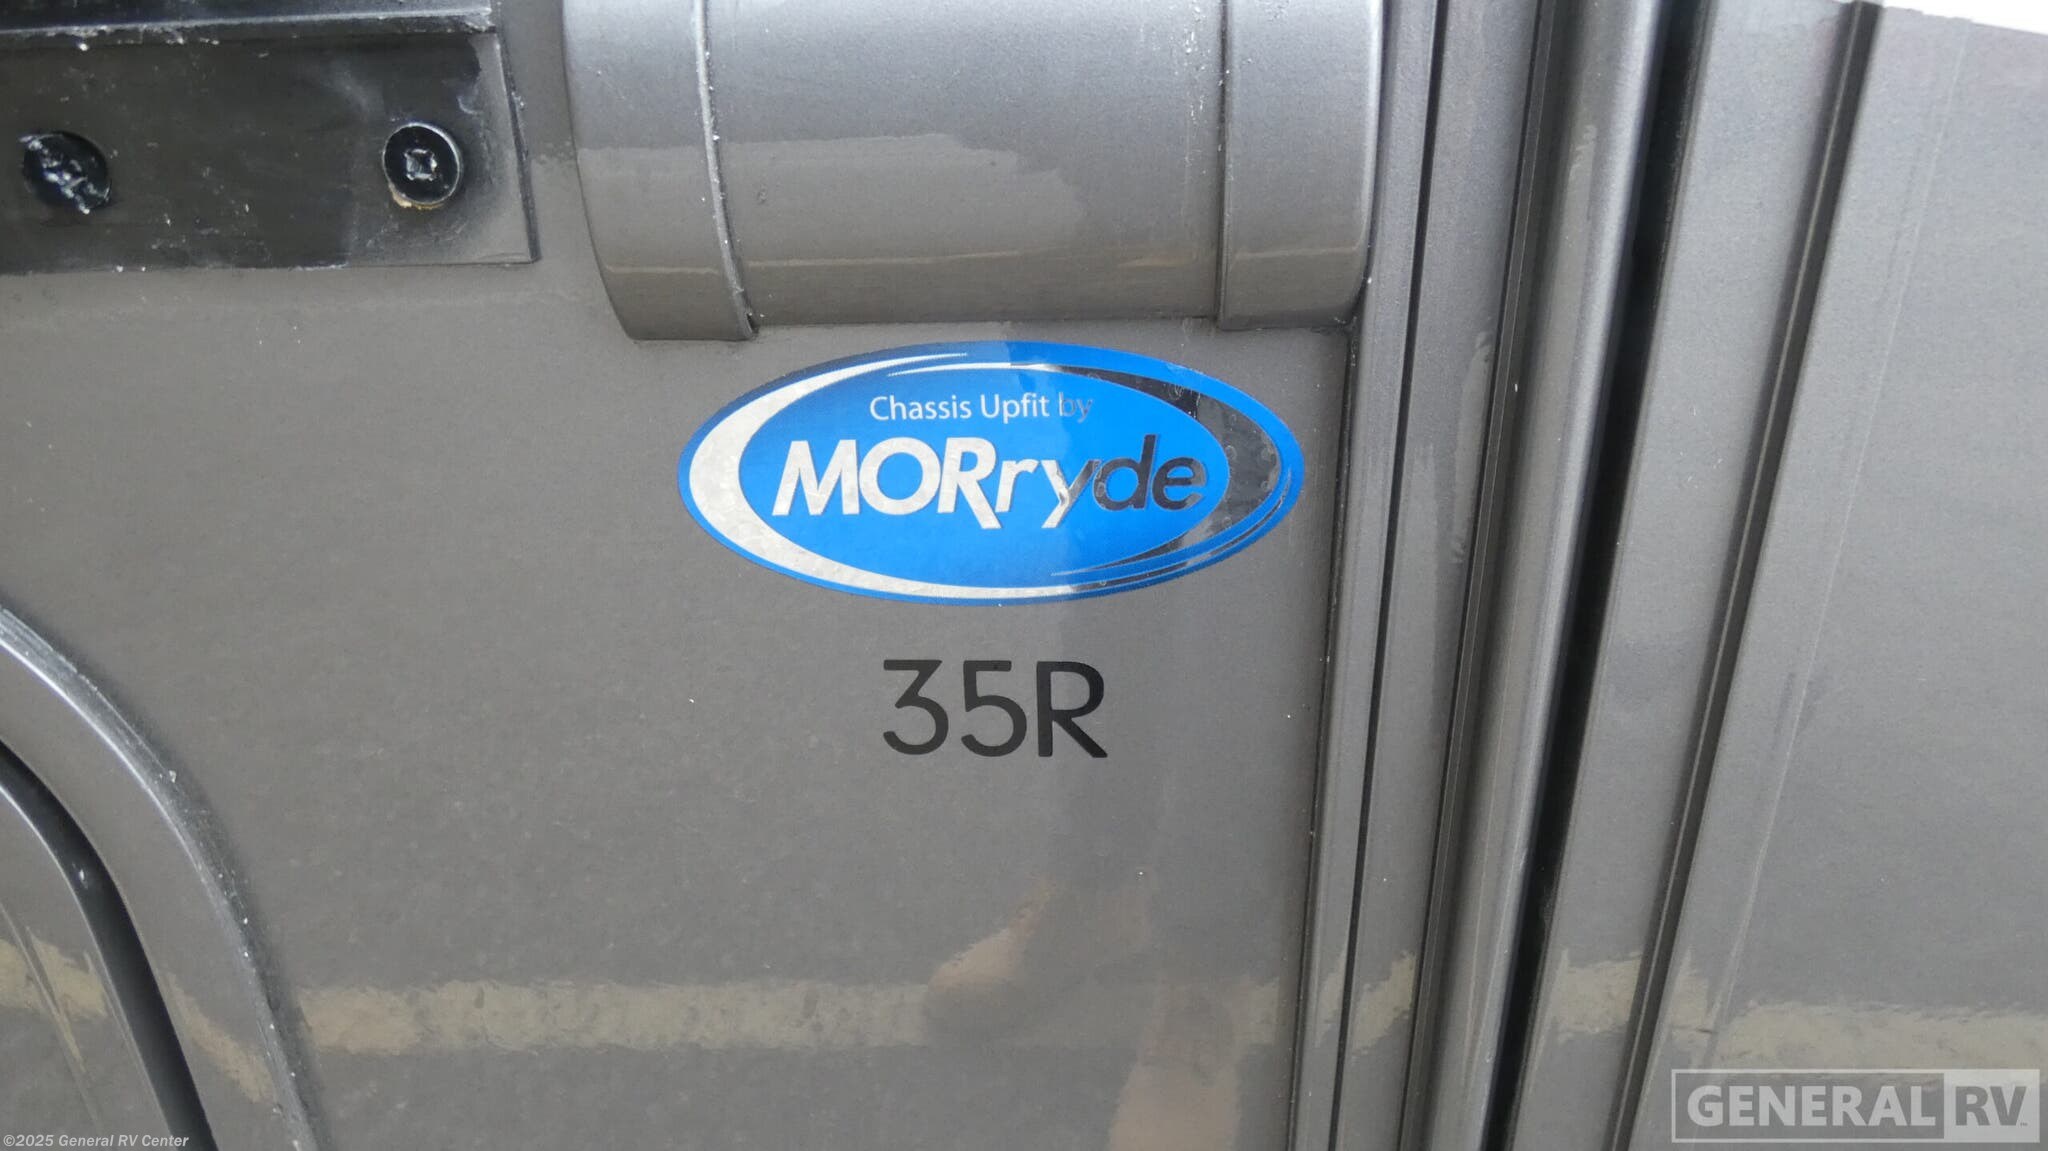 Chassis Upfit by
MORryde
35R
GENERAL RV
©2025 General RV Center